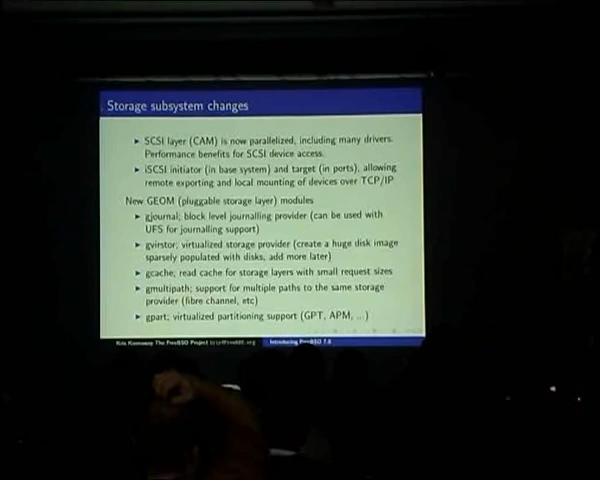 Storage subsystem changes
SCSI layer (CAM) is now parallelized, including many drivers.
Performance benefits for SCSI device access.
iSCSI initiator (in base system) and target (in ports), allowing
remote exporting and local mounting of devices over TCP/IP
New GEOM (pluggable storage layer) modules
gjournal; block level journalling provider (can be used with
UFS for journalling support)
gvirstor; virtualized storage provider (create a huge disk image
sparsely populated with disks, add more later)
gcache; read cache for storage layers with small request sizes
gmultipath; support for multiple paths to the same storage
provider (fibre channel, etc)
gpart; virtualized partitioning support (GPT, APM, ...)
The FreeBSD Project
Introducing FreeBSD 7.0